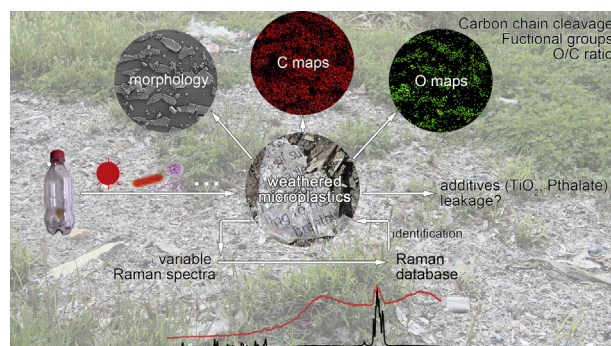 Carbon chain cleavage
Fuctional groups
O/C ratio
morphology
C maps
O maps
weathered
microplastics
additives (TiO₂, Pthalate)
leakage?
identification
variable
Raman spectra
Raman
database